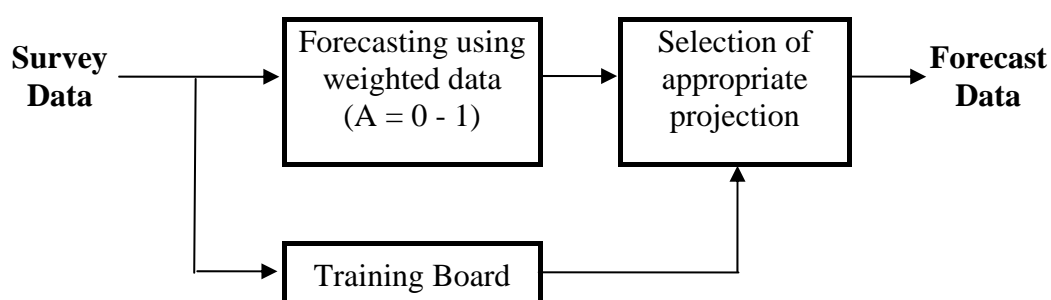 Survey
Data
Forecasting using
weighted data
(A = 0 - 1)
Selection of
appropriate
projection
Forecast
Data
Training Board